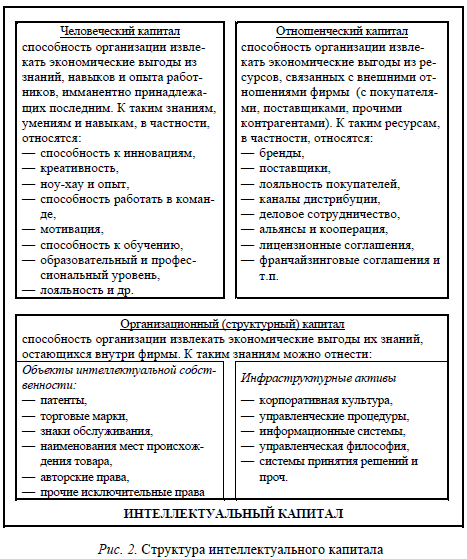 Человеческий капитал
способность организации извле-
кать экономические выгоды из
знаний, навыков и опыта работ-
ников, имманентно принадлежа-
щих последним. К таким знаниям,
умениям и навыкам, в частности,
относятся:
— способность к инновациям,
— креативность,
— ноу-хау и опыт,
— способность работать в коман-
де,
— мотивация,
— способность к обучению,
— образовательный и профес-
сиональный уровень,
— лояльность и др.
Отношенческий капитал
способность организации извле-
кать экономические выгоды из ре-
сурсов, связанных с внешними от-
ношениями фирмы (с покупателя-
ми, поставщиками, прочими
контрагентами). К таким ресурсам,
в частности, относятся:
— бренды,
— поставщики,
— лояльность покупателей,
— каналы дистрибуции,
— деловое сотрудничество,
— альянсы и кооперация,
— лицензионные соглашения,
— франчайзинговые соглашения и
т.п.
Организационный (структурный) капитал
способность организации извлекать экономические выгоды их знаний,
остающихся внутри фирмы. К таким знаниям можно отнести:
Объекты интеллектуальной собст-
венности:
— патенты,
— торговые марки,
— знаки обслуживания,
— наименования мест происхож-
дения товара,
— авторские права,
— прочие исключительные права
Инфраструктурные активы
— корпоративная культура,
— управленческие процедуры,
— информационные системы,
— управленческая философия,
— системы принятия решений и
проч.
ИНТЕЛЛЕКТУАЛЬНЫЙ КАПИТАЛ
Рис. 2. Структура интеллектуального капитала